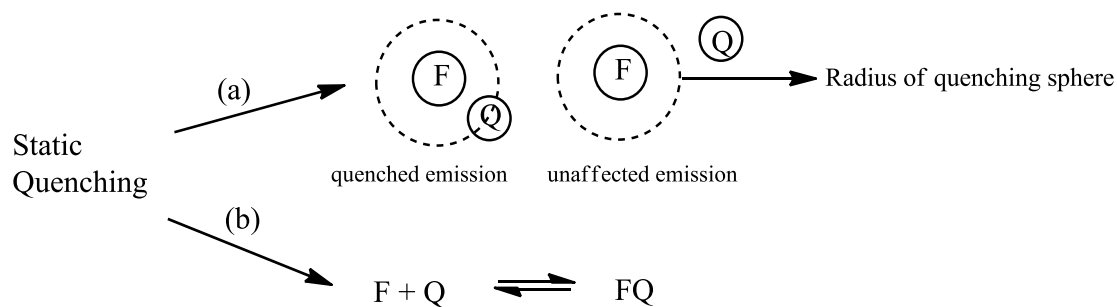 Q
F
F
Radius of quenching sphere
(a)
Q
Static
Quenching
quenched emission
unaffected emission
(b)
F + Q
FQ